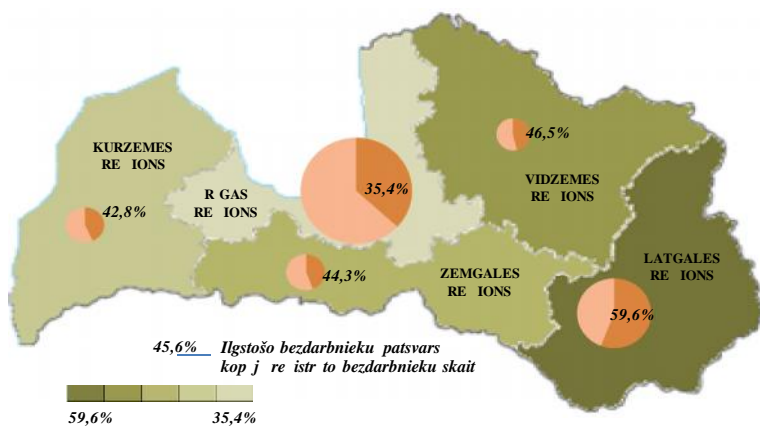 KURZEMES
RE IONS
42,8%
R GAS
RE IONS
35,4%
46,5%
VIDZEMES
RE IONS
44,3%
ZEMGALES
RE IONS
LATGALES
RE IONS
59,6%
45,6% Ilgstošo bezdarbnieku patsvars
kop j re istr to bezdarbnieku skait
59,6% 35,4%